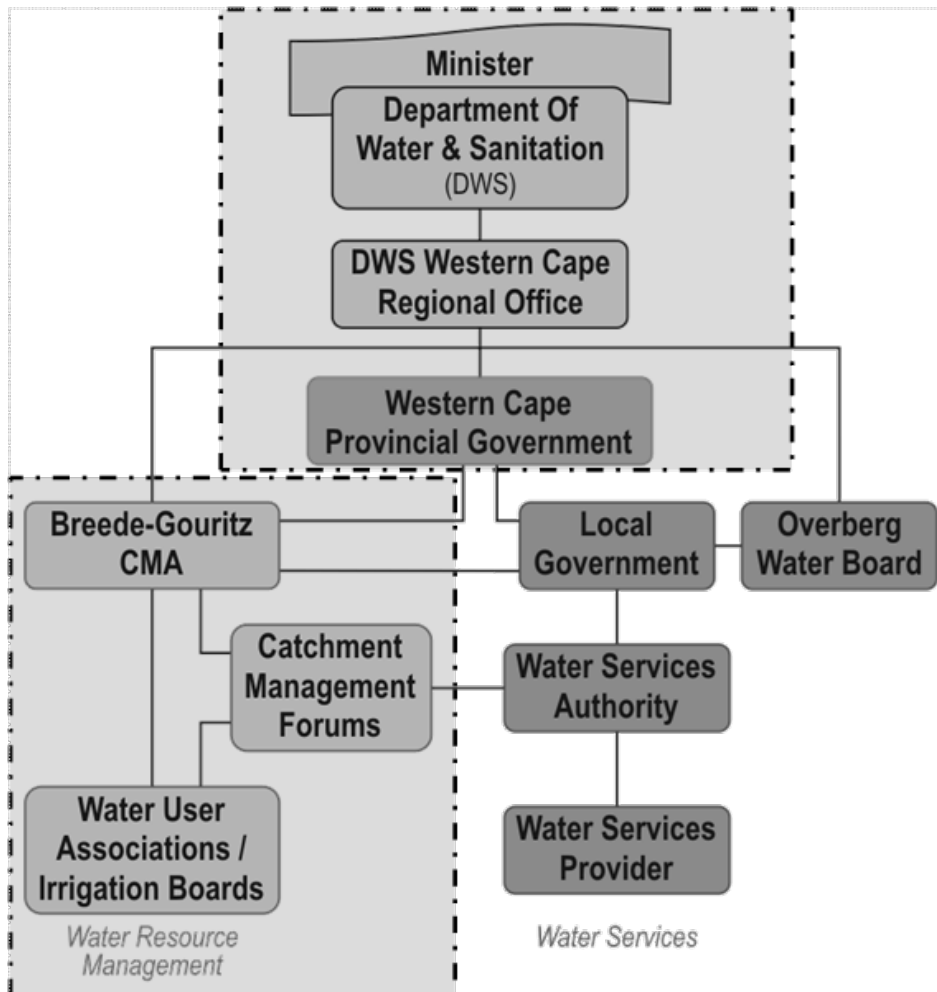 Minister
Department Of
Water & Sanitation
(DWS)
DWS Western Cape
Regional Office
Western Cape
Provincial Government
Breede-Gouritz
CMA
Local
Government
Overberg
Water Board
Catchment
Management
Forums
Water Services
Authority
Water User
Associations /
Irrigation Boards
Water Services
Provider
Water Resource
Management
Water Services